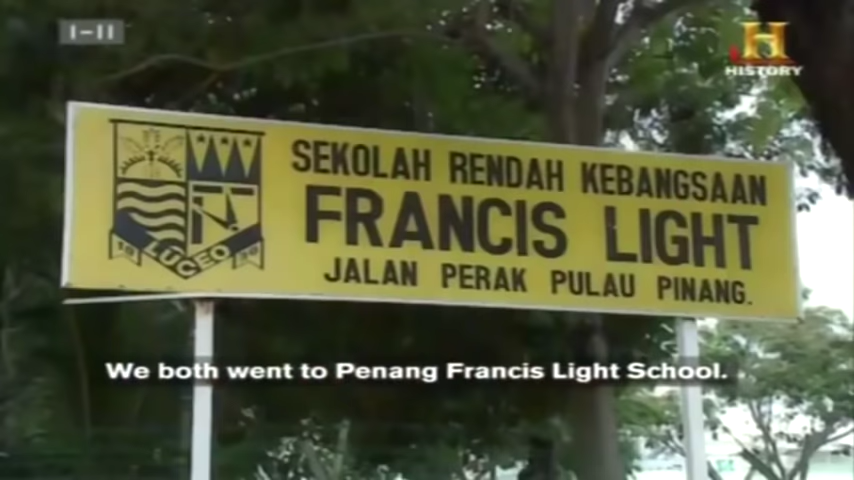 I-II
H
HISTORY
SEKOLAH RENDAH KEBANGSAAN
FRANCIS LIGHT
JALAN PERAK PULAU PINANG.
LUCEO
We both went to Penang Francis Light School.